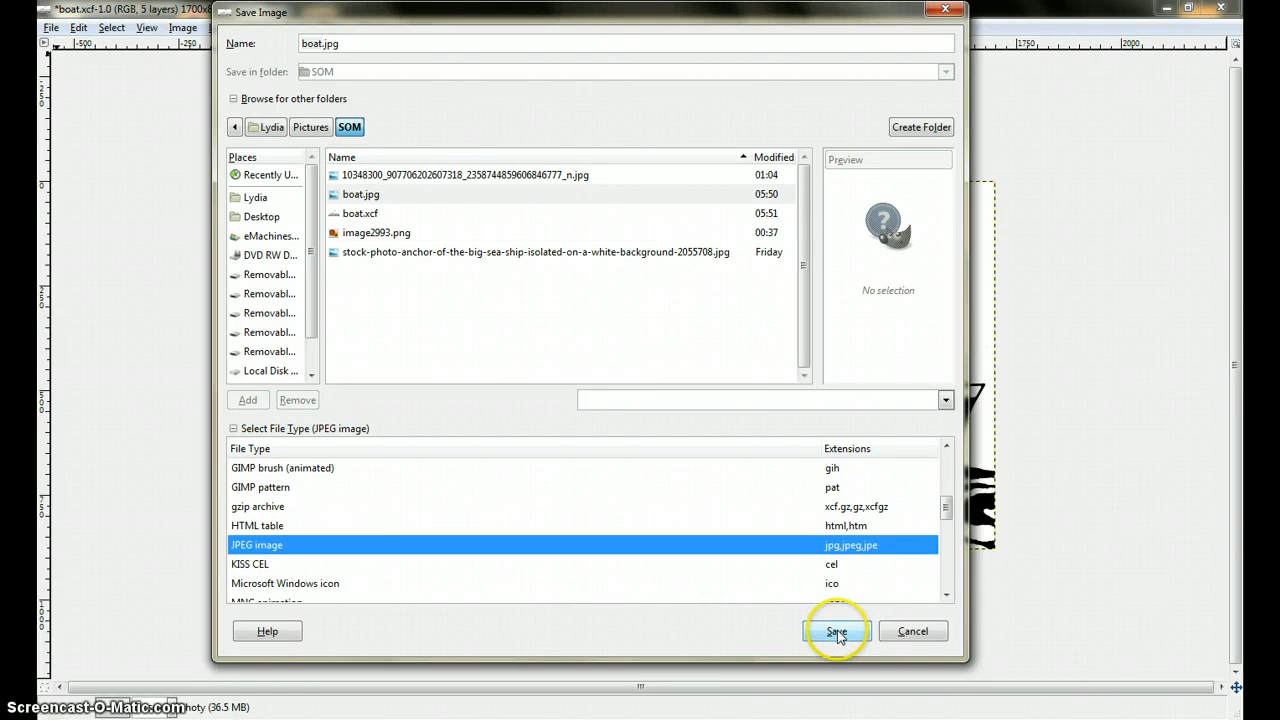 *boat.xcf-1.0 (RGB, 5 layers) 1700x8
Save Image
File Edit Select View Image
-500 -250 1750 2000
Name: boat.jpg
Save in folder: SOM
Browse for other folders
Lydia Pictures SOM Create Folder
Places Name Modified Preview
Recently U... 10348300_907706202607318_2358744859606846777_n.jpg 01:04
Lydia boat.jpg 05:50
Desktop boat.xcf 05:51
eMachines... image2993.png 00:37
DVD RW D... stock-photo-anchor-of-the-big-sea-ship-isolated-on-a-white-background-2055708.jpg Friday
Removabl...
Removabl... No selection
Removabl...
Removabl...
Removabl...
Local Disk ...
Add Remove
Select File Type (JPEG image)
File Type Extensions
GIMP brush (animated) gih
GIMP pattern pat
gzip archive xcf.gz,gz,xcfgz
HTML table html,htm
JPEG image jpg,jpeg,jpe
KISS CEL cel
Microsoft Windows icon ico
MNG animation
Help Save Cancel
Screencast-O-Matic.com hoty (36.5 MB)